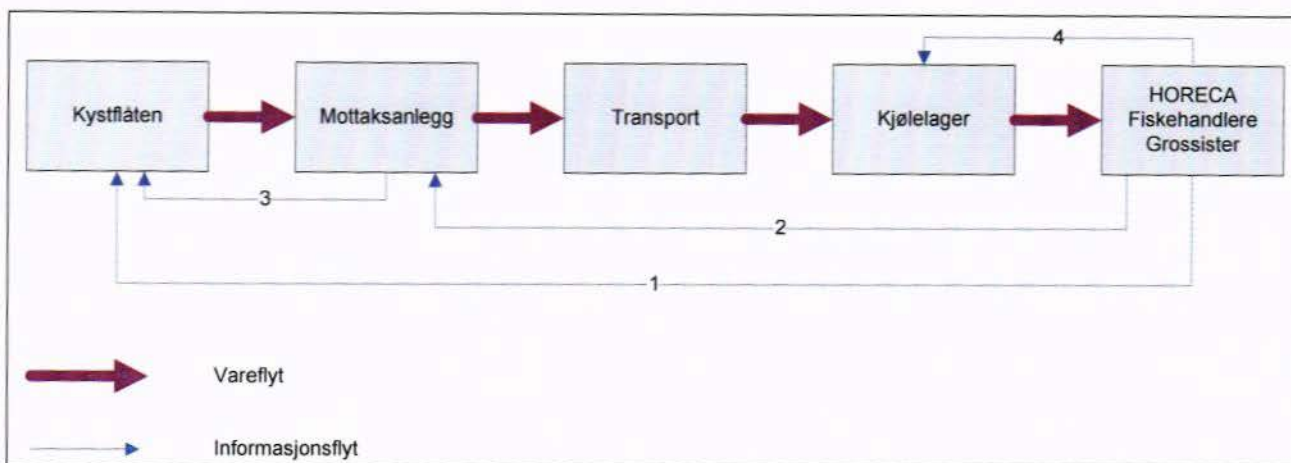 4
Kystflåten
Mottaksanlegg
Transport
Kjølelager
HORECA
Fiskehandlere
Grossister
3
2
1
Vareflyt
Informasjonsflyt